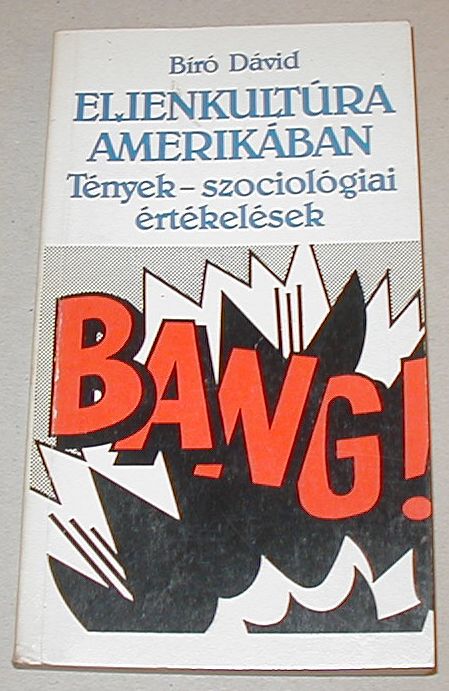 Bíró Dávid
ELLENKULTÚRA
AMERIKÁBAN
Tények – szociológiai
értékelések
BANG!